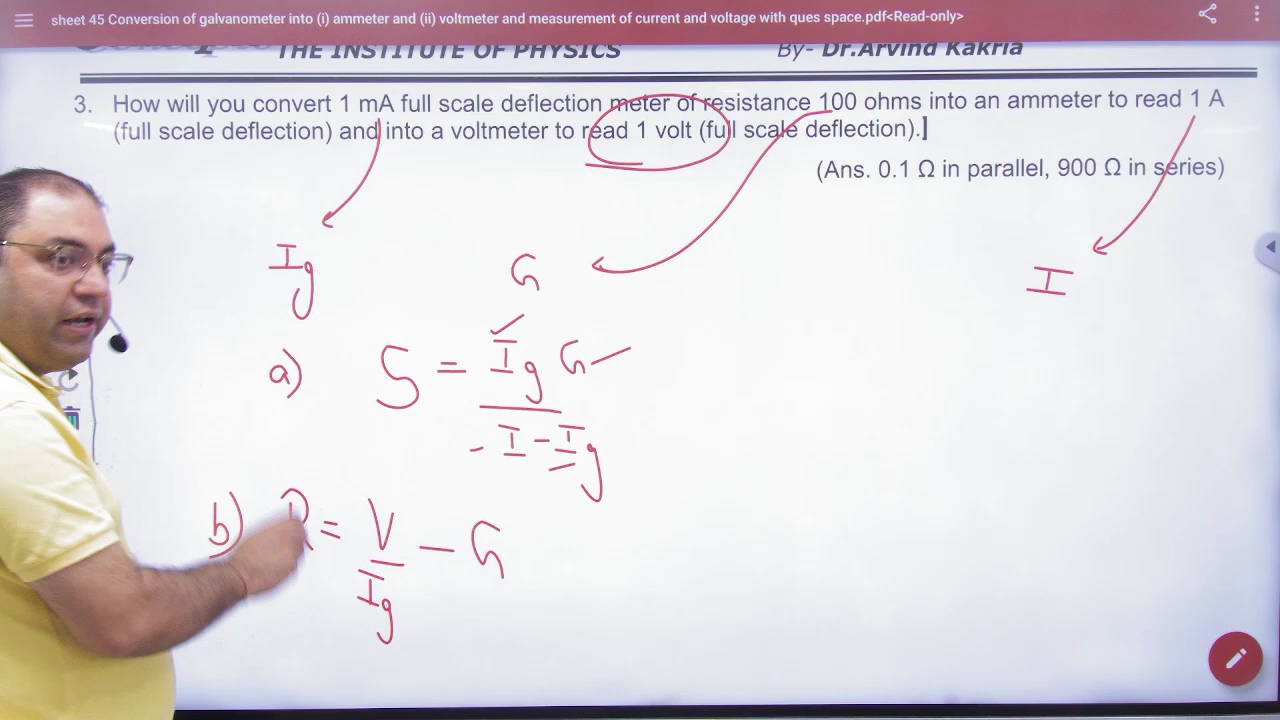 sheet 45 Conversion of galvanometer into (i) ammeter and (ii) voltmeter and measurement of current and voltage with ques space.pdf<Read-only>
THE INSTITUTE OF PHYSICS By- Dr.Arvind Kakria
3. How will you convert 1 mA full scale deflection meter of resistance 100 ohms into an ammeter to read 1 A
(full scale deflection) and into a voltmeter to read 1 volt (full scale deflection).]
(Ans. 0.1 Ω in parallel, 900 Ω in series)
Ig G I
a) S = Ig G
- I - Ig
b) R = V - G
Ig